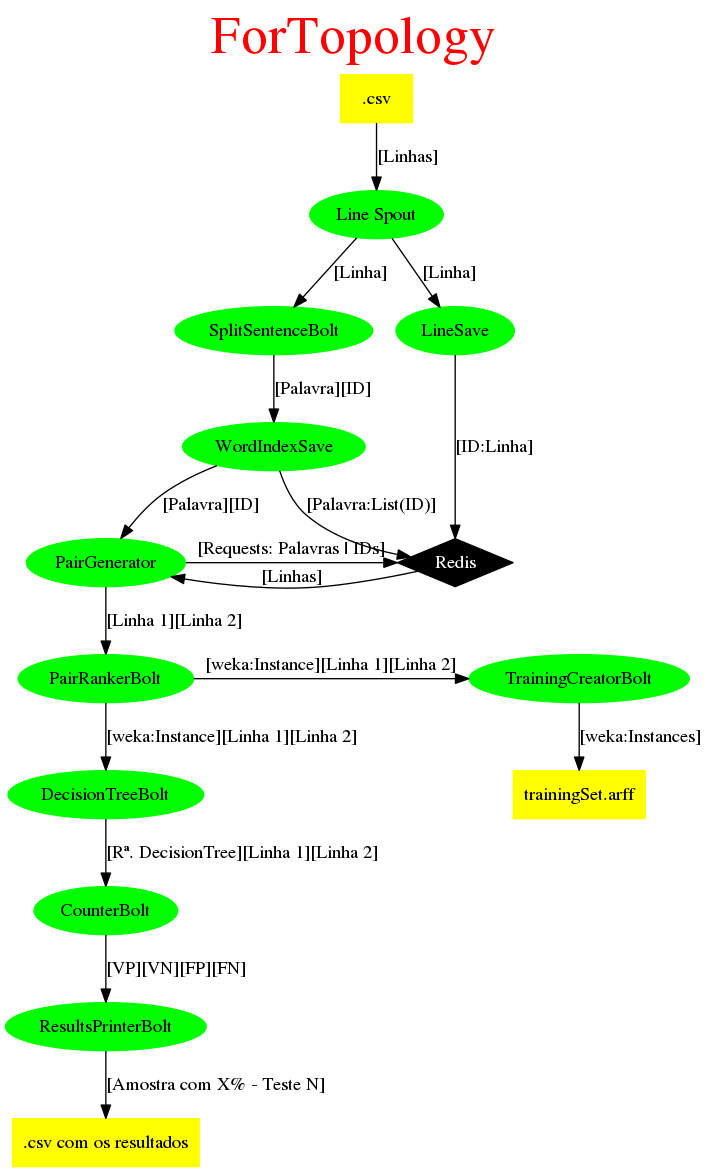 ForTopology
.csv
[Linhas]
Line Spout
[Linha]
[Linha]
SplitSentenceBolt
LineSave
[Palavra][ID]
WordIndexSave
[ID:Linha]
[Palavra][ID]
[Palavra:List(ID)]
[Requests: Palavras | IDs]
PairGenerator
Redis
[Linhas]
[Linha 1][Linha 2]
[weka:Instance][Linha 1][Linha 2]
PairRankerBolt
TrainingCreatorBolt
[weka:Instance][Linha 1][Linha 2]
[weka:Instances]
DecisionTreeBolt
trainingSet.arff
[Rª. DecisionTree][Linha 1][Linha 2]
CounterBolt
[VP][VN][FP][FN]
ResultsPrinterBolt
[Amostra com X% - Teste N]
.csv com os resultados